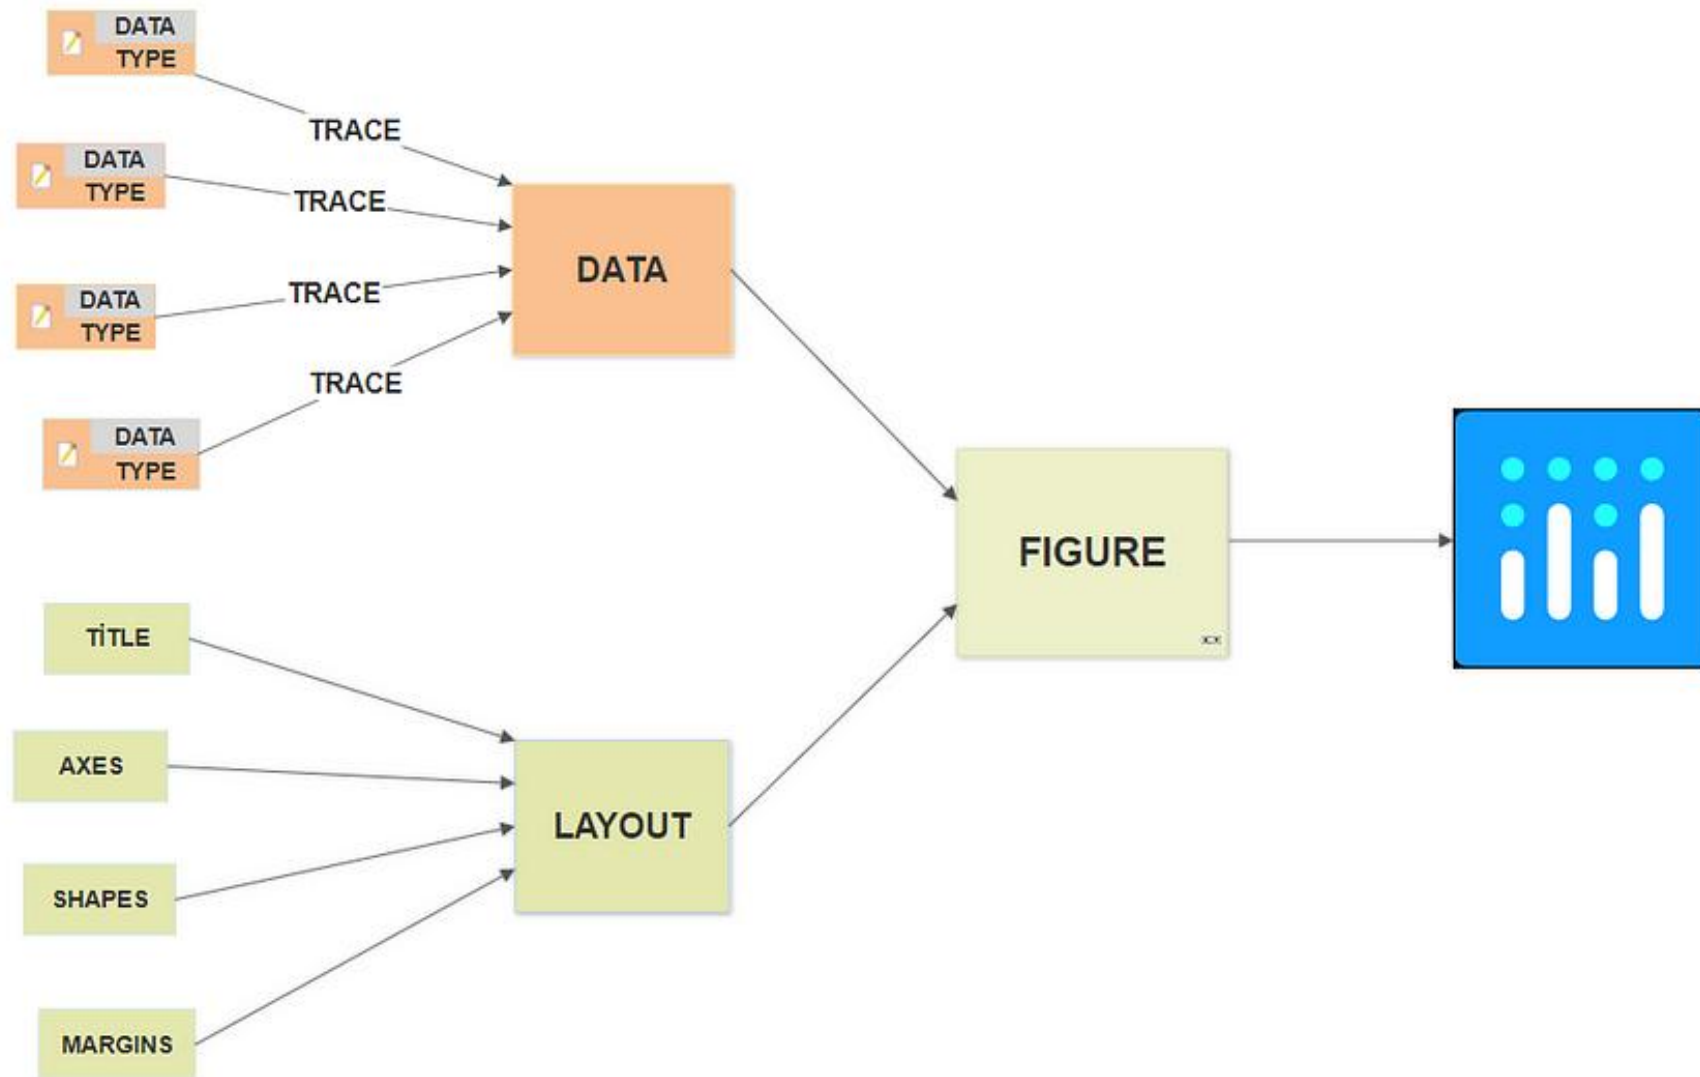 DATA
TYPE
TRACE
DATA
TYPE
TRACE
DATA
TYPE
TRACE
DATA
TYPE
TRACE
DATA
FIGURE
TİTLE
AXES
SHAPES
MARGINS
LAYOUT